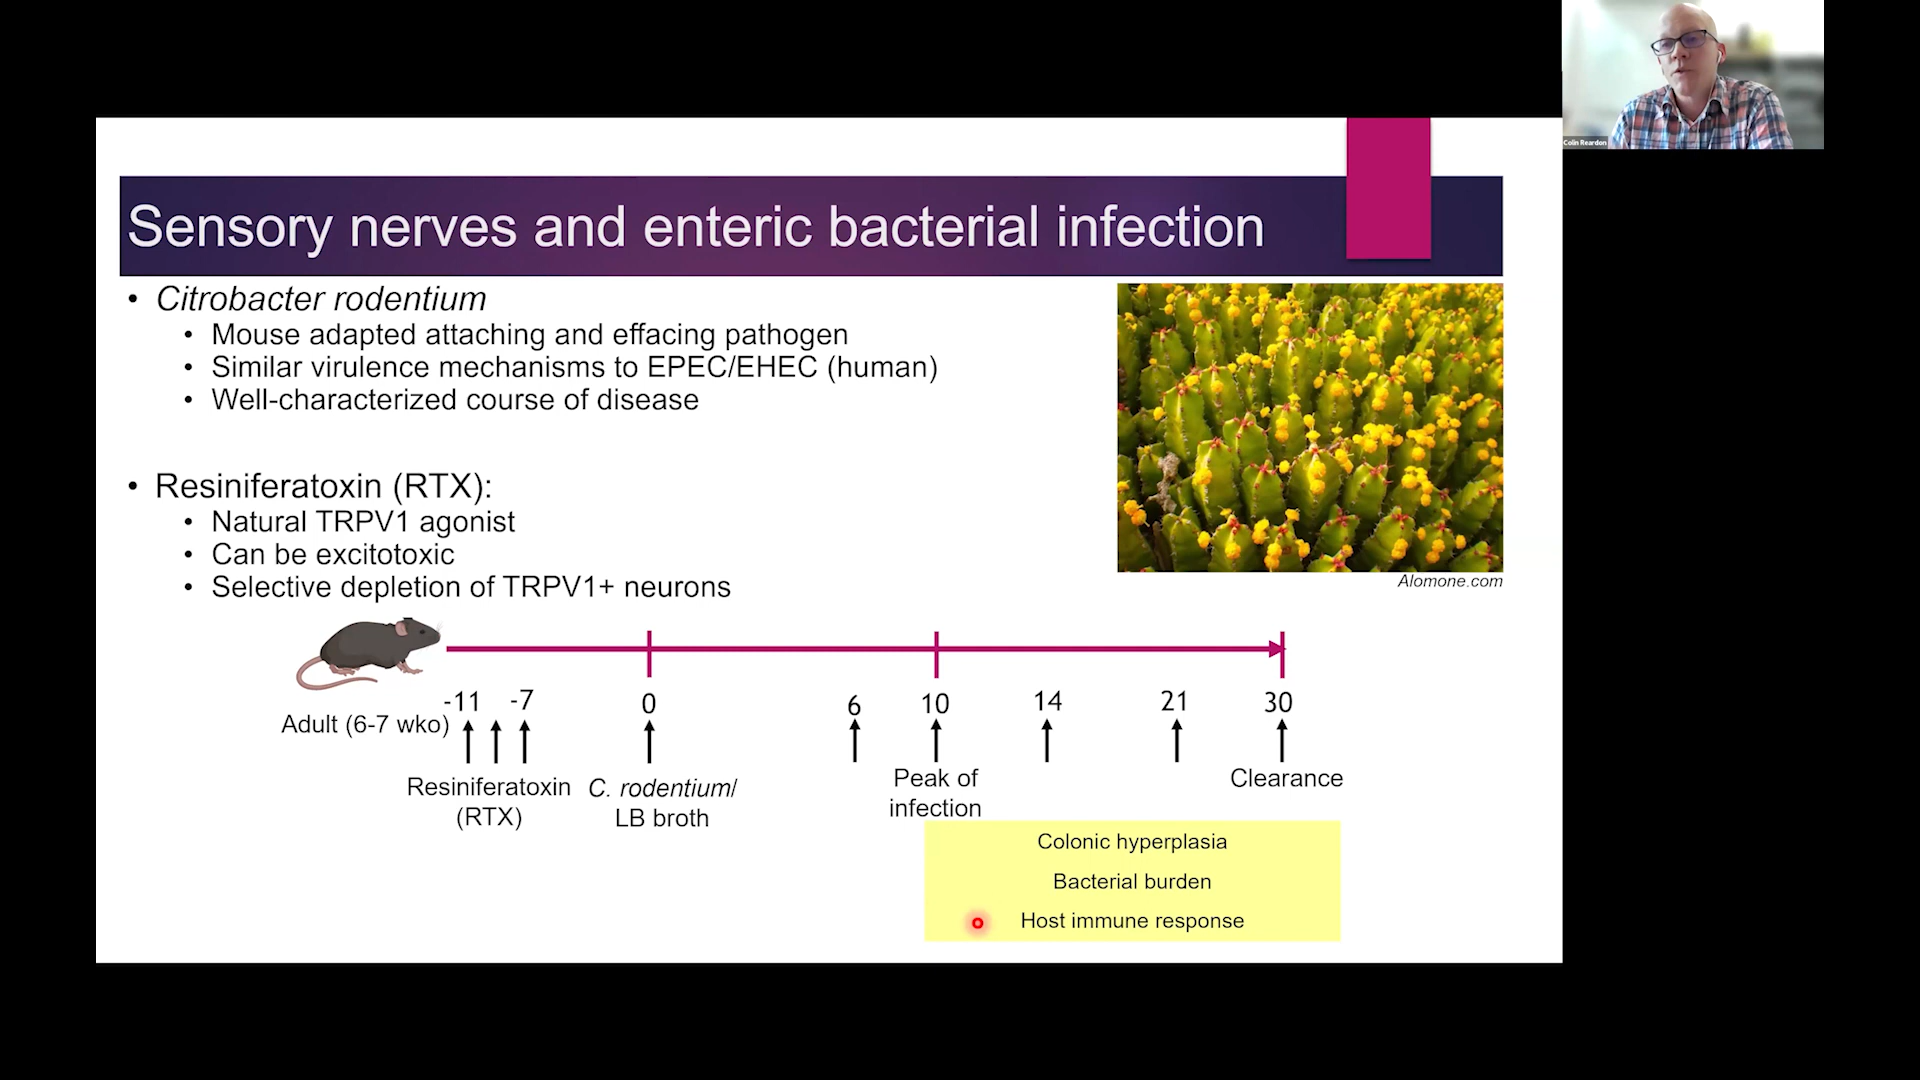 Colin Reardon
Sensory nerves and enteric bacterial infection
• Citrobacter rodentium
• Mouse adapted attaching and effacing pathogen
• Similar virulence mechanisms to EPEC/EHEC (human)
• Well-characterized course of disease
Alomone.com
• Resiniferatoxin (RTX):
• Natural TRPV1 agonist
• Can be excitotoxic
• Selective depletion of TRPV1+ neurons
-11 -7 0 6 10 14 21 30
Adult (6-7 wko)
Resiniferatoxin
(RTX)
C. rodentium/
LB broth
Peak of
infection
Clearance
Colonic hyperplasia
Bacterial burden
Host immune response